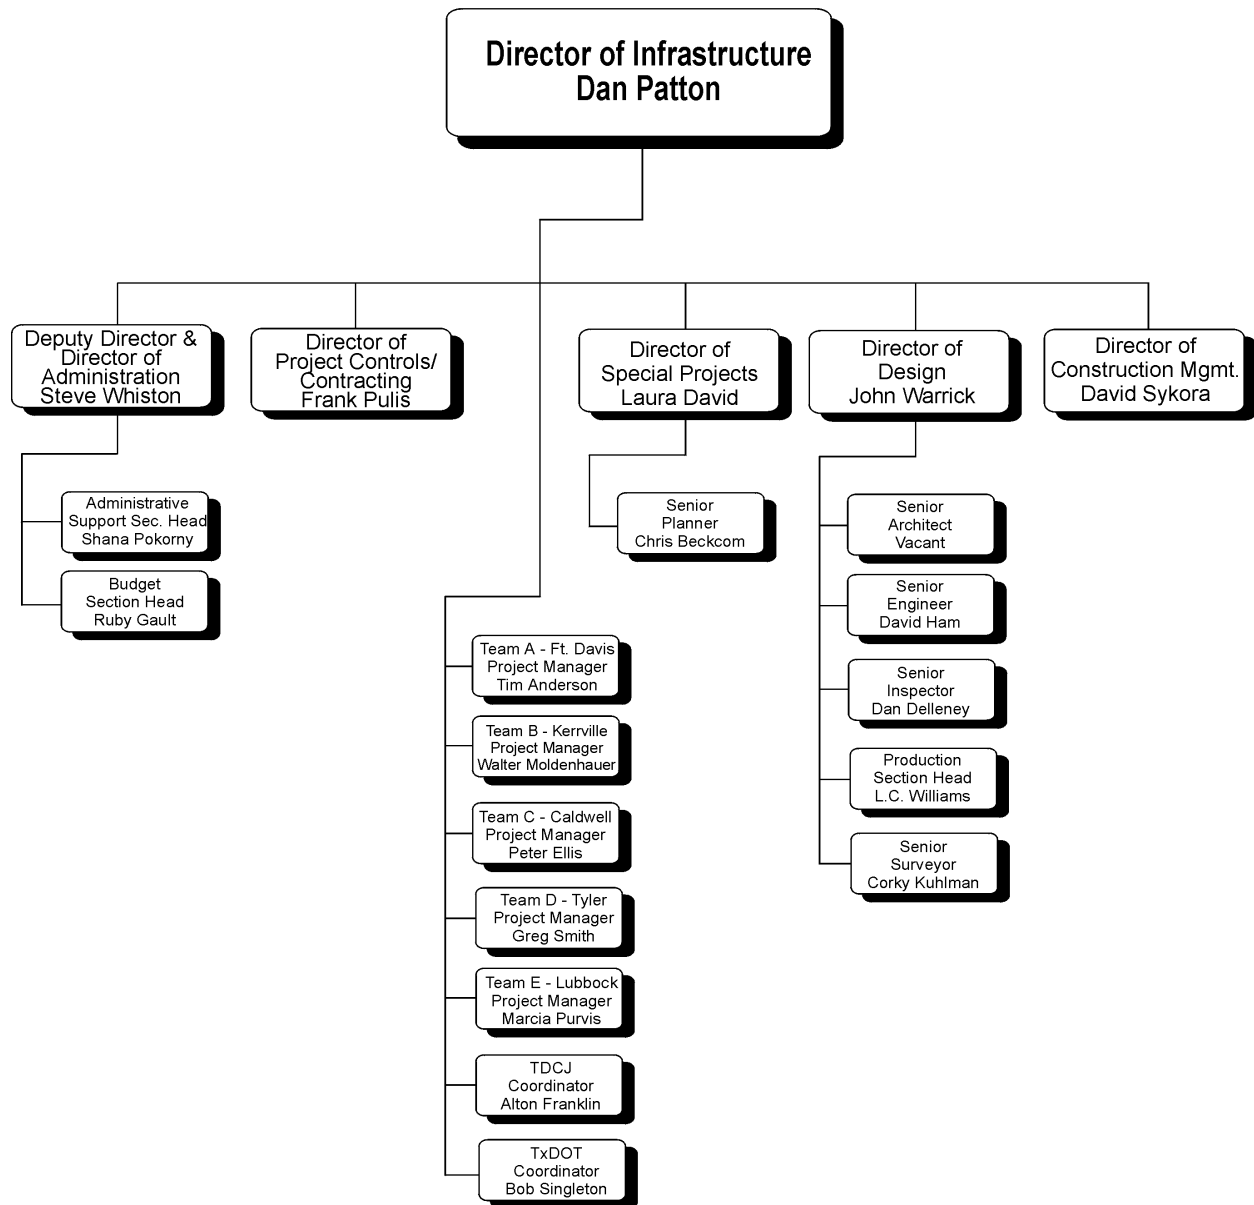 Director of Infrastructure
Dan Patton
Deputy Director &
Director of
Administration
Steve Whiston
Director of
Project Controls/
Contracting
Frank Pulis
Director of
Special Projects
Laura David
Director of
Design
John Warrick
Director of
Construction Mgmt.
David Sykora
Administrative
Support Sec. Head
Shana Pokorny
Budget
Section Head
Ruby Gault
Senior
Planner
Chris Beckcom
Senior
Architect
Vacant
Senior
Engineer
David Ham
Senior
Inspector
Dan Delleney
Production
Section Head
L.C. Williams
Senior
Surveyor
Corky Kuhlman
Team A - Ft. Davis
Project Manager
Tim Anderson
Team B - Kerrville
Project Manager
Walter Moldenhauer
Team C - Caldwell
Project Manager
Peter Ellis
Team D - Tyler
Project Manager
Greg Smith
Team E - Lubbock
Project Manager
Marcia Purvis
TDCJ
Coordinator
Alton Franklin
TxDOT
Coordinator
Bob Singleton